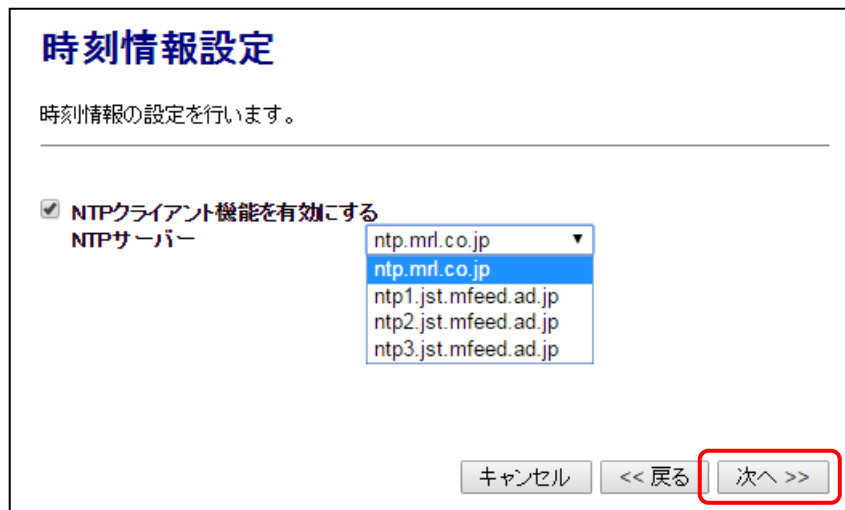 時刻情報設定
時刻情報の設定を行います。
NTPクライアント機能を有効にする
NTPサーバー ntp.mrl.co.jp
ntp.mrl.co.jp
ntp1.jst.mfeed.ad.jp
ntp2.jst.mfeed.ad.jp
ntp3.jst.mfeed.ad.jp
キャンセル << 戻る 次へ >>